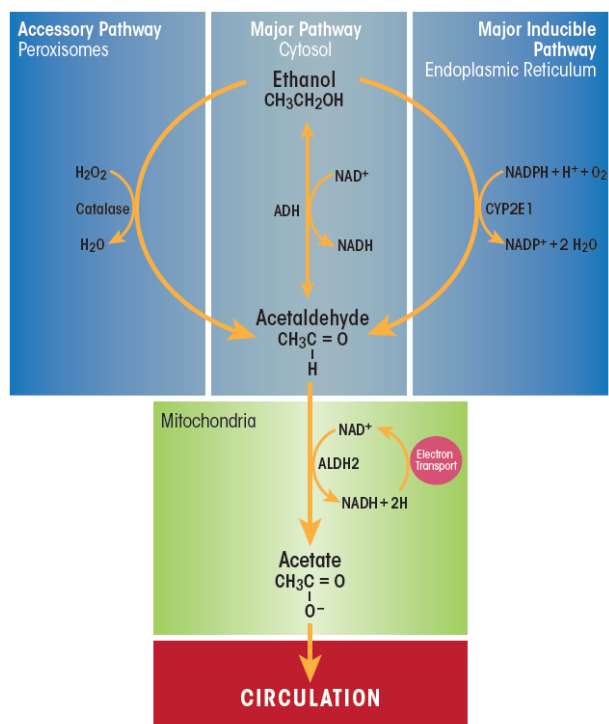 Accessory Pathway
Peroxisomes
Major Pathway
Cytosol
Major Inducible
Pathway
Endoplasmic Reticulum
Ethanol
CH3CH2OH
H2O2
Catalase
H2O
NAD+
ADH
NADH
NADPH + H+ + O2
CYP2E1
NADP+ + 2 H2O
Acetaldehyde
CH3C = O
H
Mitochondria
NAD+
ALDH2
NADH + 2H
Electron
Transport
Acetate
CH3C = O
O−
CIRCULATION